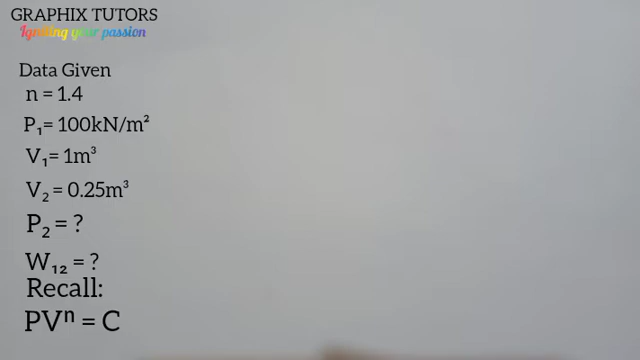 GRAPHIX TUTORS
Igniting your passion
Data Given
n = 1.4
P₁= 100kN/m²
V₁= 1m³
V₂ = 0.25m³
P₂ = ?
W₁₂ = ?
Recall:
PVⁿ = C